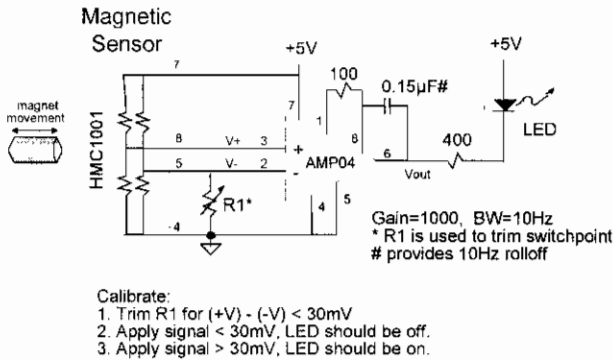 Magnetic
Sensor
+5V
+5V
7
100
0.15µF#
magnet
movement
7
1
8
LED
HMC1001
8
V+
3
+
AMP04
6
400
5
V-
2
-
Vout
R1*
4
5
4
Gain=1000, BW=10Hz
* R1 is used to trim switchpoint
# provides 10Hz rolloff
Calibrate:
1. Trim R1 for (+V) - (-V) < 30mV
2. Apply signal < 30mV, LED should be off.
3. Apply signal > 30mV, LED should be on.